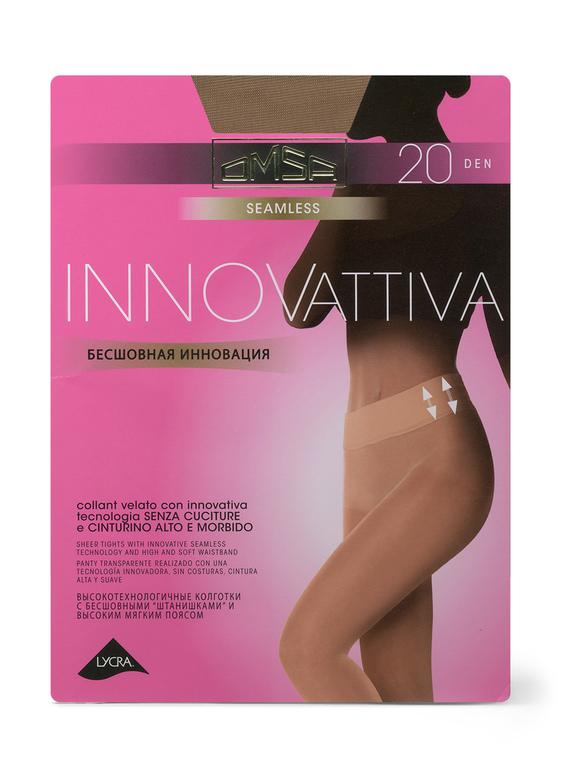 OMSA
20 DEN
SEAMLESS
INNOVATTIVA
БЕСШОВНАЯ ИННОВАЦИЯ
collant velato con innovativa
tecnologia SENZA CUCITURE
e CINTURINO ALTO E MORBIDO
SHEER TIGHTS WITH INNOVATIVE SEAMLESS
TECHNOLOGY AND HIGH AND SOFT WAISTBAND
PANTY TRANSPARENTE REALIZADO CON UNA
TECNOLOGÍA INNOVADORA, SIN COSTURAS, CINTURA
ALTA Y SUAVE
ВЫСОКОТЕХНОЛОГИЧНЫЕ КОЛГОТКИ
С БЕСШОВНЫМИ "ШТАНИШКАМИ" И
ВЫСОКИМ МЯГКИМ ПОЯСОМ
LYCRA.